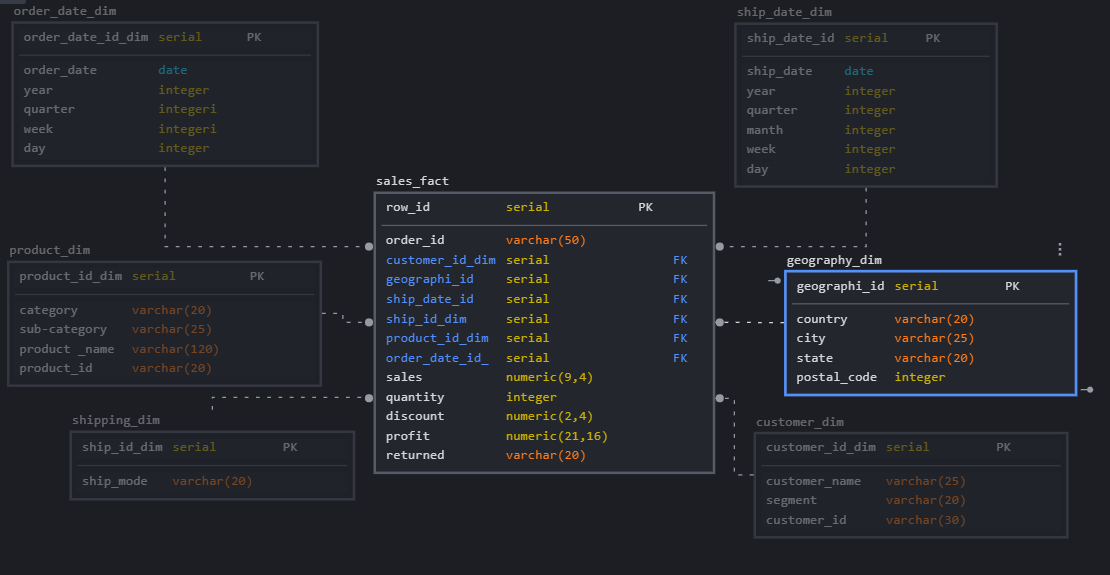 order_date_dim
order_date_id_dim serial PK
order_date date
year integer
quarter integeri
week integeri
day integer
ship_date_dim
ship_date_id serial PK
ship_date date
year integer
quarter integer
manth integer
week integer
day integer
sales_fact
row_id serial PK
order_id varchar(50)
customer_id_dim serial FK
geographi_id serial FK
ship_date_id serial FK
ship_id_dim serial FK
product_id_dim serial FK
order_date_id_ serial FK
sales numeric(9,4)
quantity integer
discount numeric(2,4)
profit numeric(21,16)
returned varchar(20)
product_dim
product_id_dim serial PK
category varchar(20)
sub-category varchar(25)
product _name varchar(120)
product_id varchar(20)
geography_dim
geographi_id serial PK
country varchar(20)
city varchar(25)
state varchar(20)
postal_code integer
shipping_dim
ship_id_dim serial PK
ship_mode varchar(20)
customer_dim
customer_id_dim serial PK
customer_name varchar(25)
segment varchar(20)
customer_id varchar(30)